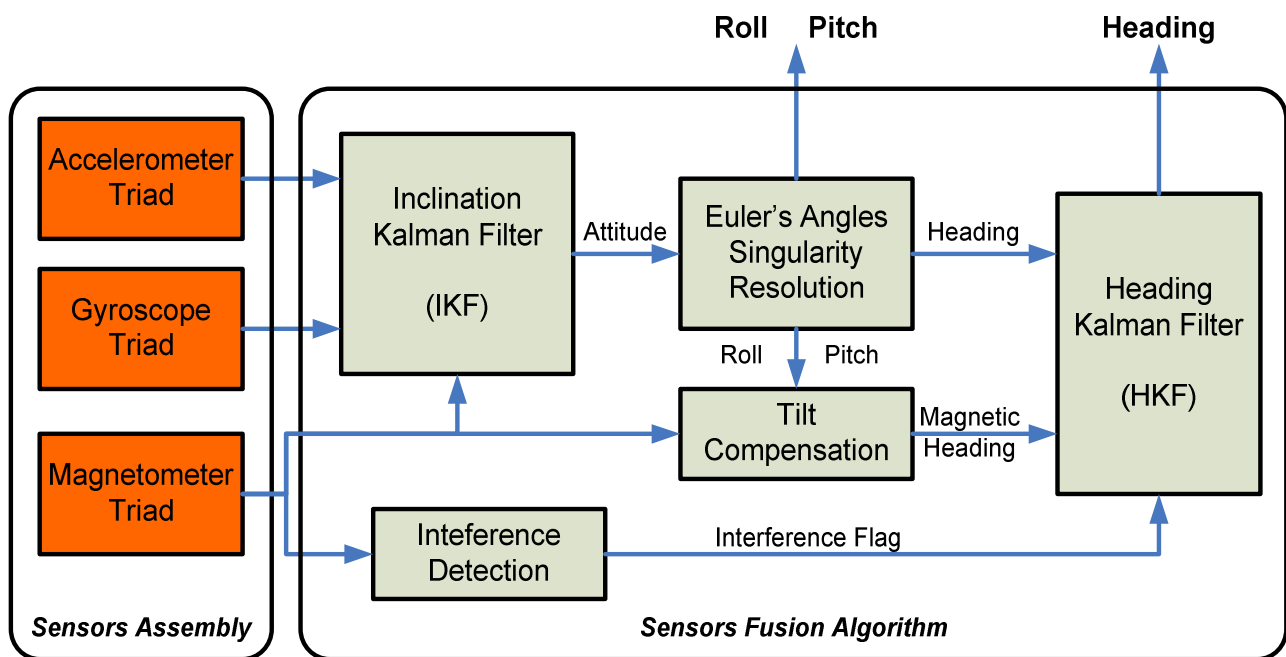 Roll Pitch
Heading
Accelerometer
Triad
Gyroscope
Triad
Magnetometer
Triad
Sensors Assembly
Inclination
Kalman Filter
(IKF)
Attitude
Euler's Angles
Singularity
Resolution
Heading
Roll Pitch
Tilt
Compensation
Magnetic
Heading
Heading
Kalman Filter
(HKF)
Inteference
Detection
Interference Flag
Sensors Fusion Algorithm